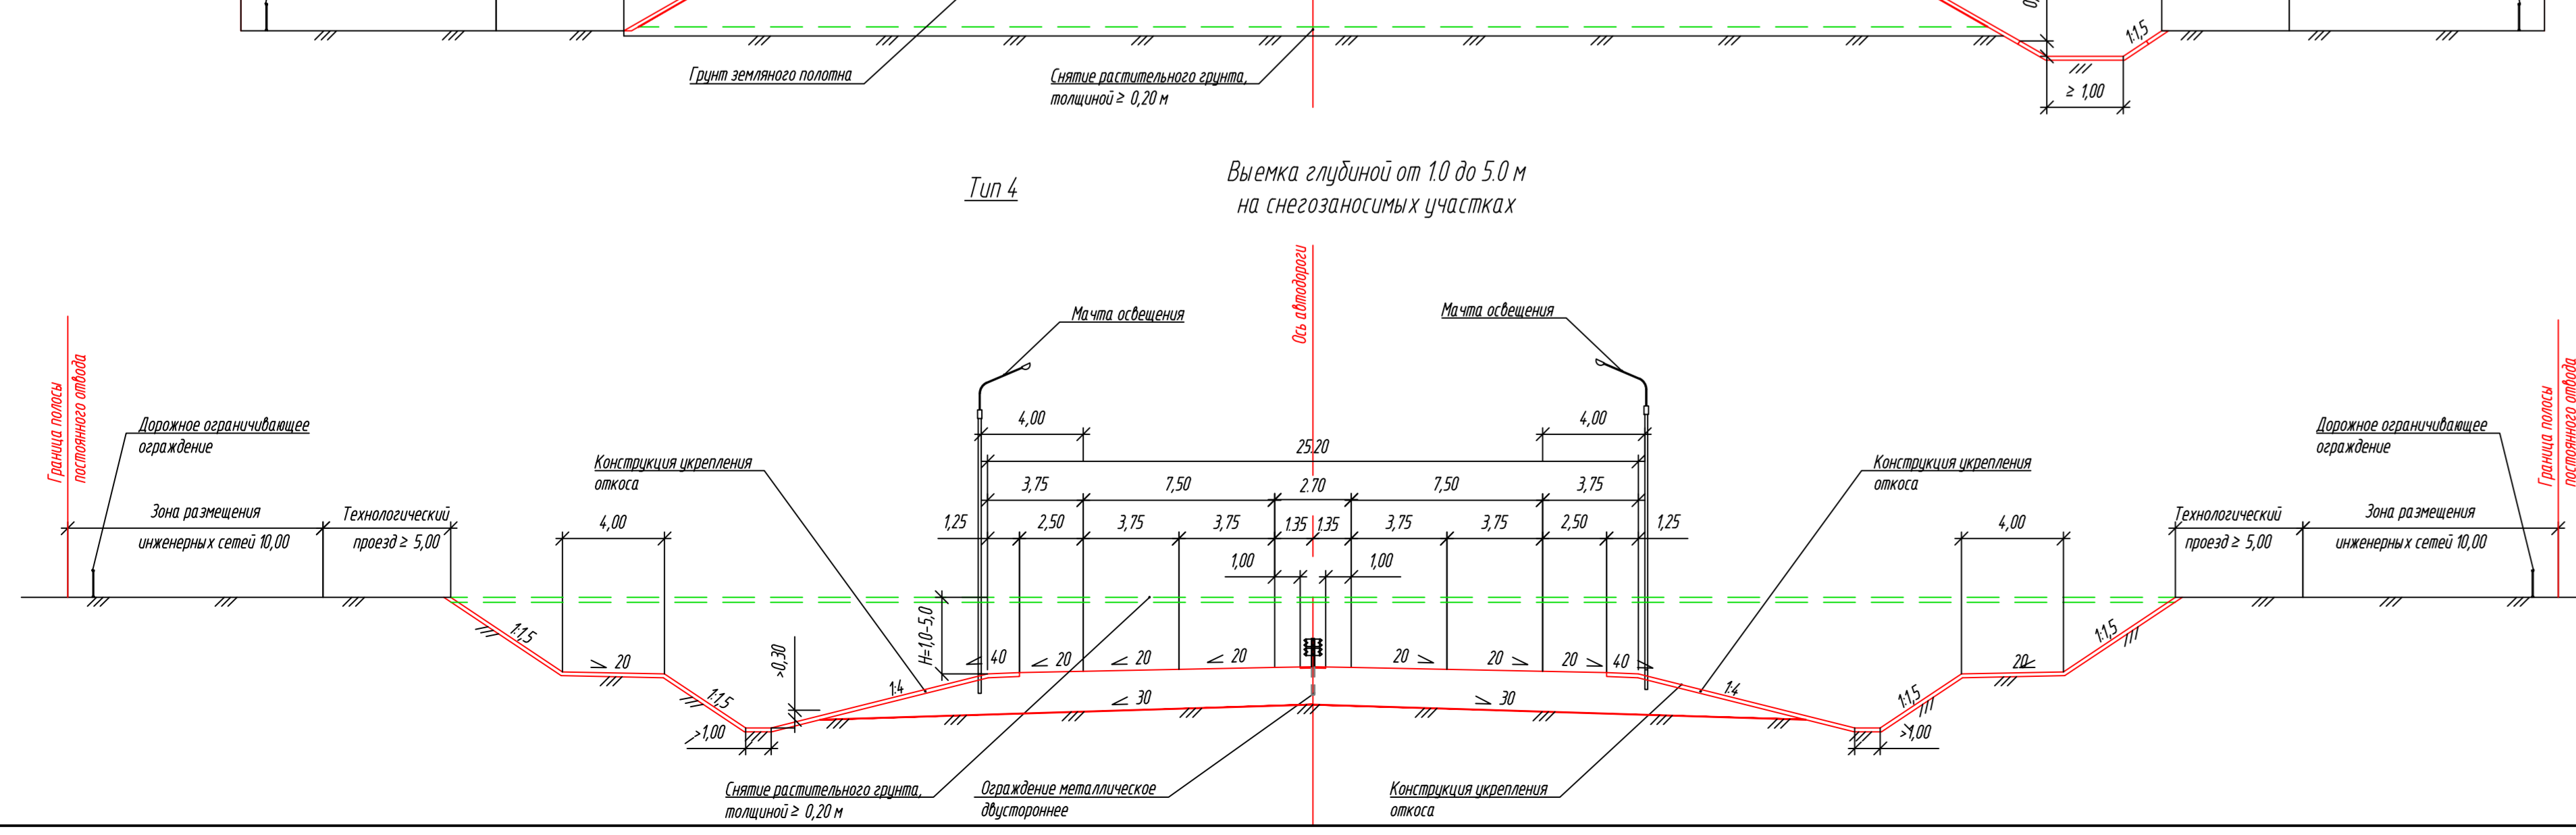 0,
1:1,5
Грунт земляного полотна
Снятие растительного грунта,
толщиной ≥ 0,20 м
≥ 1,00
Тип 4
Выемка глубиной от 1.0 до 5.0 м
на снегозаносимых участках
Ось автодороги
Мачта освещения
Мачта освещения
Граница полосы
постоянного отвода
Граница полосы
постоянного отвода
Дорожное ограничивающее
ограждение
Дорожное ограничивающее
ограждение
4,00
4,00
25.20
Конструкция укрепления
откоса
Конструкция укрепления
откоса
3,75
7,50
2.70
7,50
3,75
Зона размещения
инженерных сетей 10,00
Технологический
проезд ≥ 5,00
4,00
1,25
2,50
3,75
3,75
1.35
1.35
3,75
3,75
2,50
1,25
4,00
Технологический
проезд ≥ 5,00
Зона размещения
инженерных сетей 10,00
1,00
1,00
H=1,0-5,0
1:1,5
20
1:1,5
>0,30
1:4
40
20
20
20
20
20
20
40
1:4
1:1,5
20
1:1,5
30
30
>1,00
>1,00
Снятие растительного грунта,
толщиной ≥ 0,20 м
Ограждение металлическое
двустороннее
Конструкция укрепления
откоса